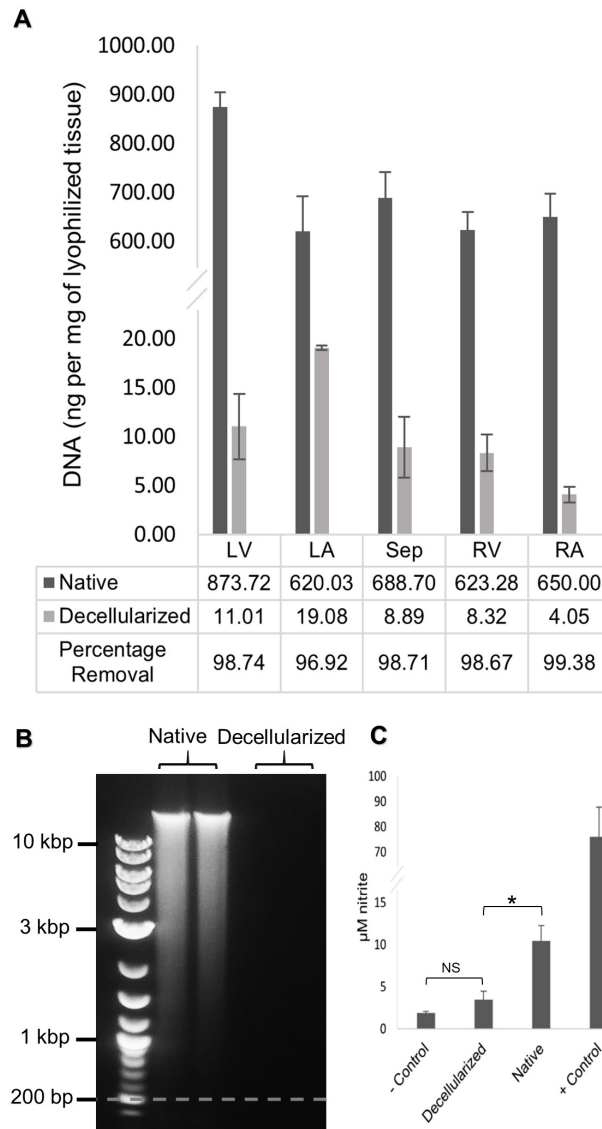 A
DNA (ng per mg of lyophilized tissue)
1000.00
900.00
800.00
700.00
600.00
20.00
15.00
10.00
5.00
0.00
LV LA Sep RV RA
Native 873.72 620.03 688.70 623.28 650.00
Decellularized 11.01 19.08 8.89 8.32 4.05
Percentage Removal 98.74 96.92 98.71 98.67 99.38
B
Native Decellularized
10 kbp
3 kbp
1 kbp
200 bp
C
µM nitrite
100
90
80
70
15
10
5
0
NS
*
- Control
Decellularized
Native
+ Control